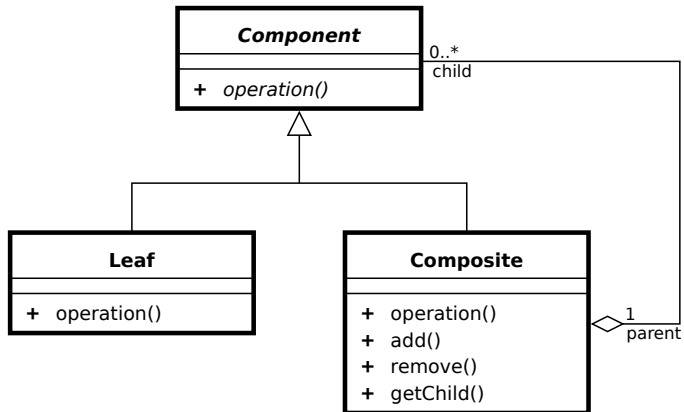 Component
+ operation()
0..*
child
Leaf
+ operation()
Composite
+ operation()
+ add()
+ remove()
+ getChild()
1
parent